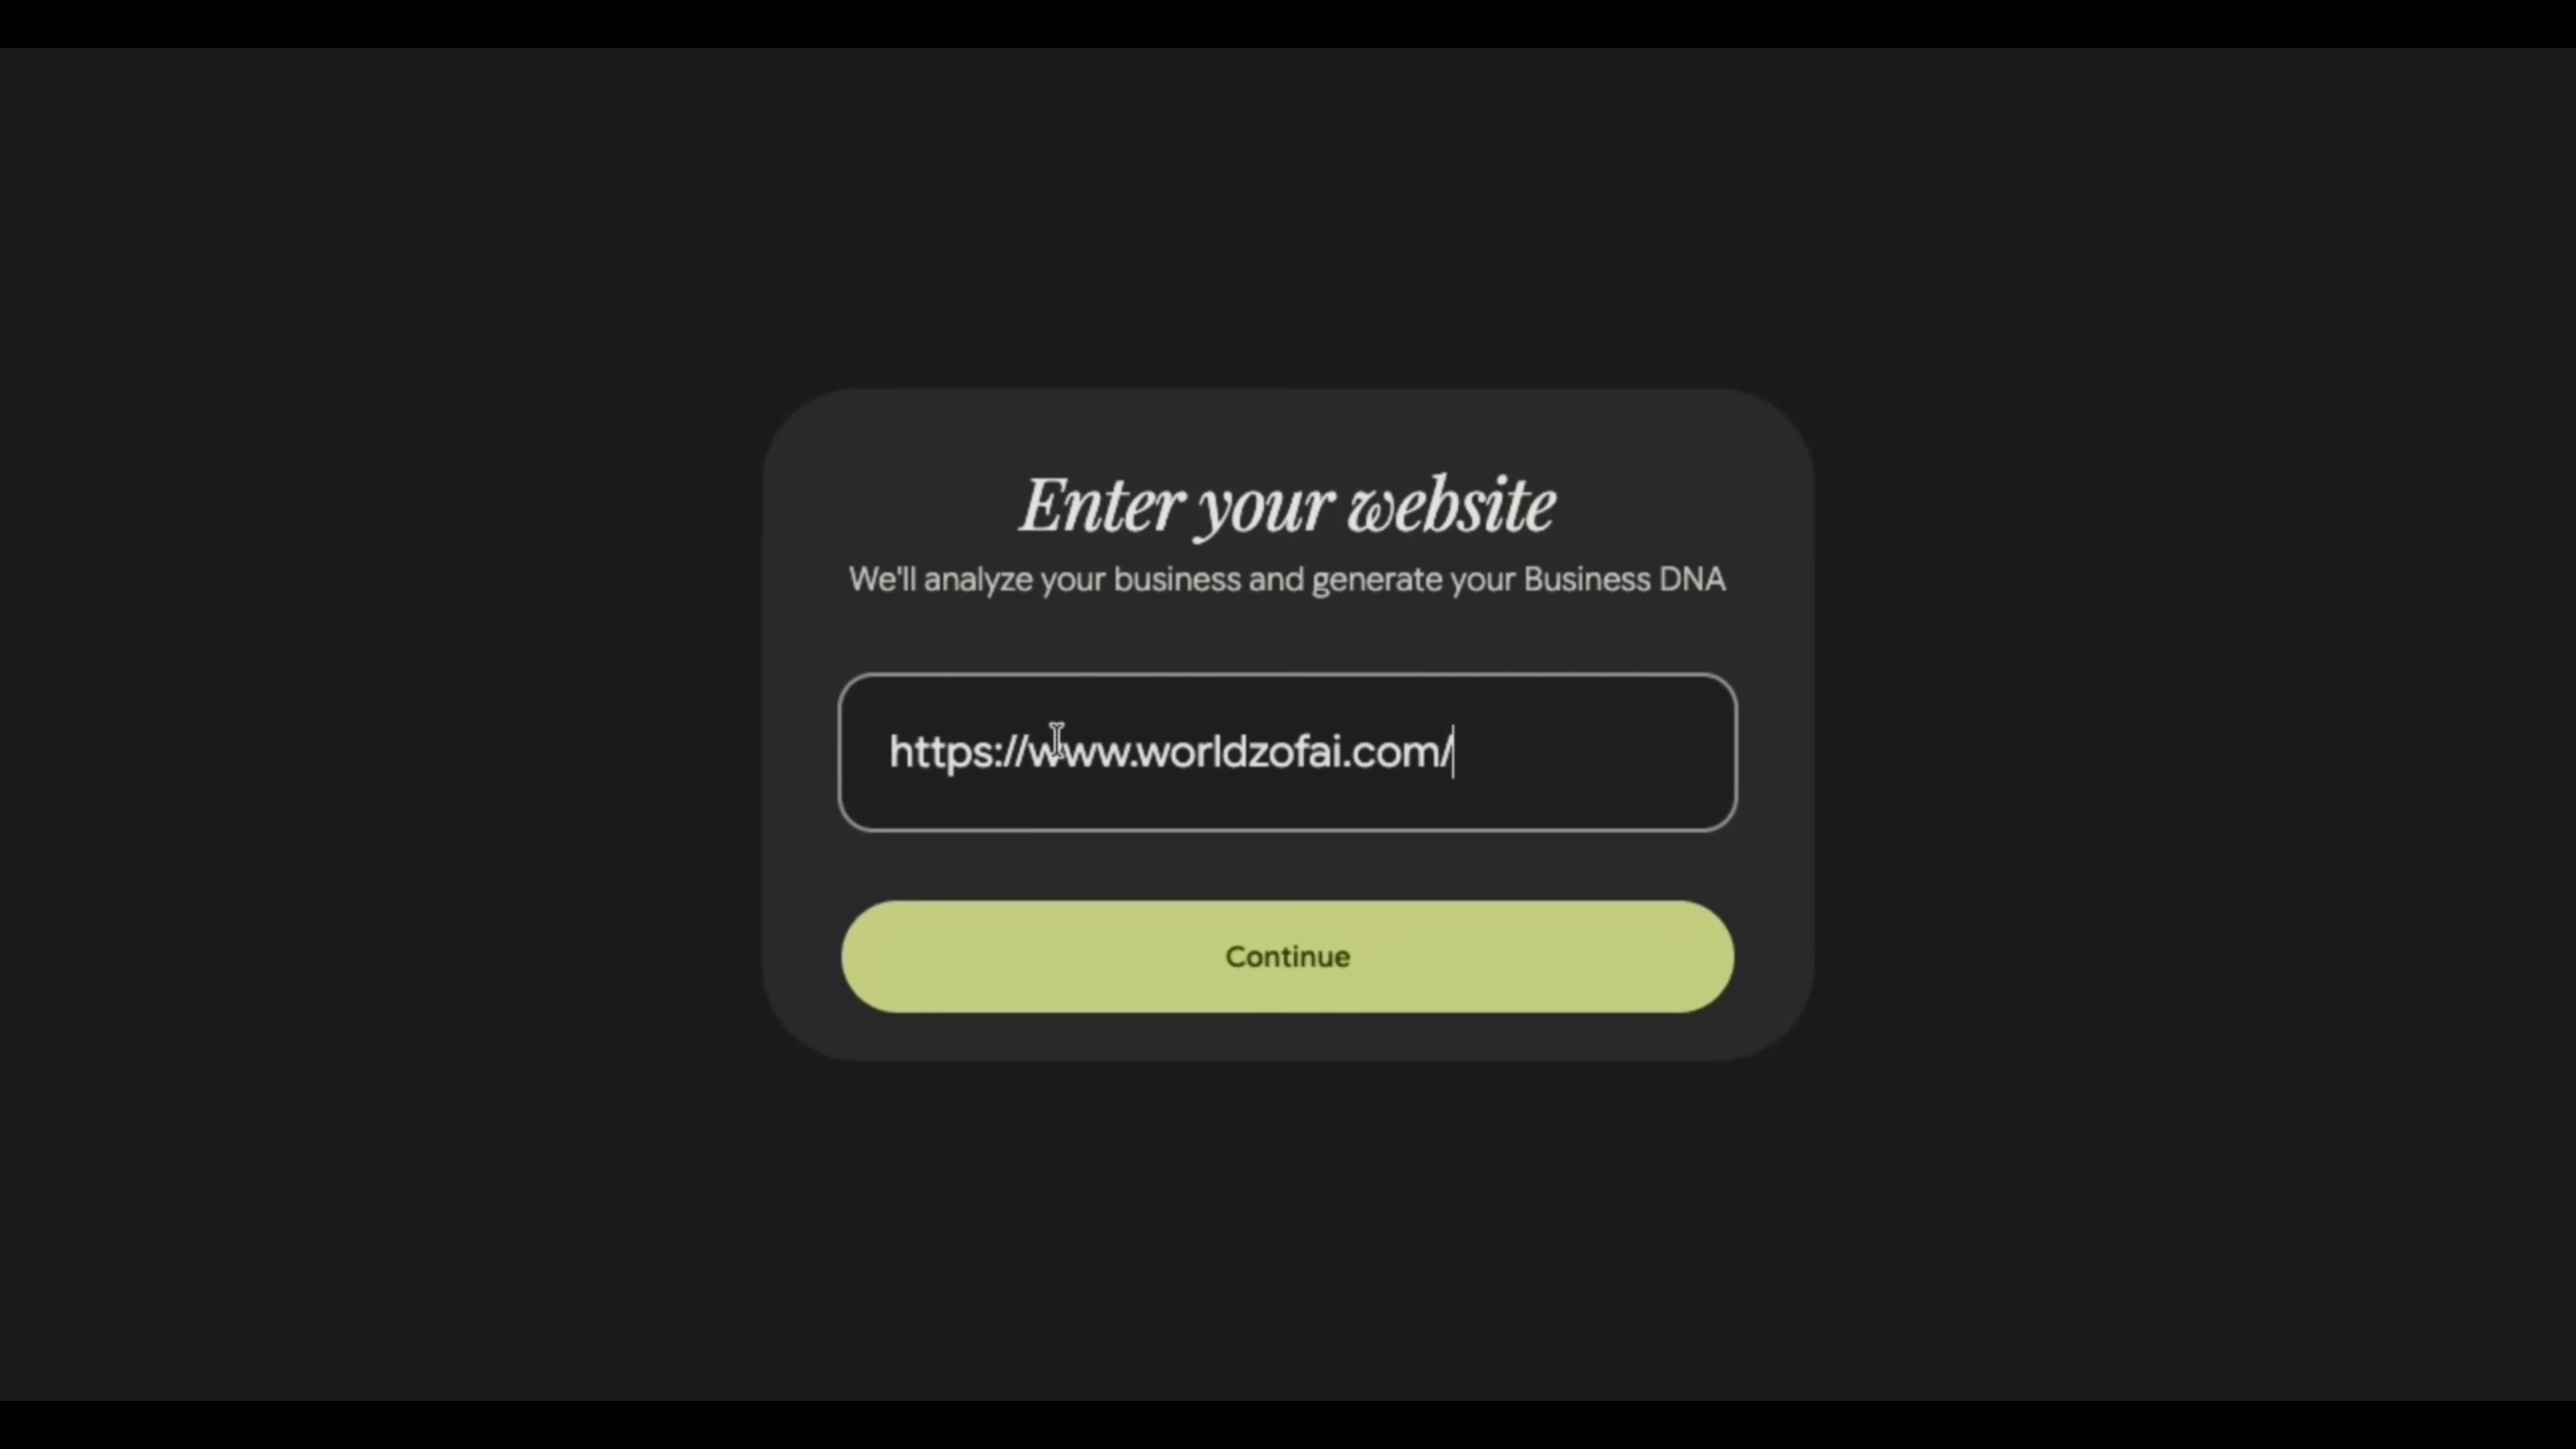 Enter your website
We'll analyze your business and generate your Business DNA
https://www.worldzofai.com/
Continue